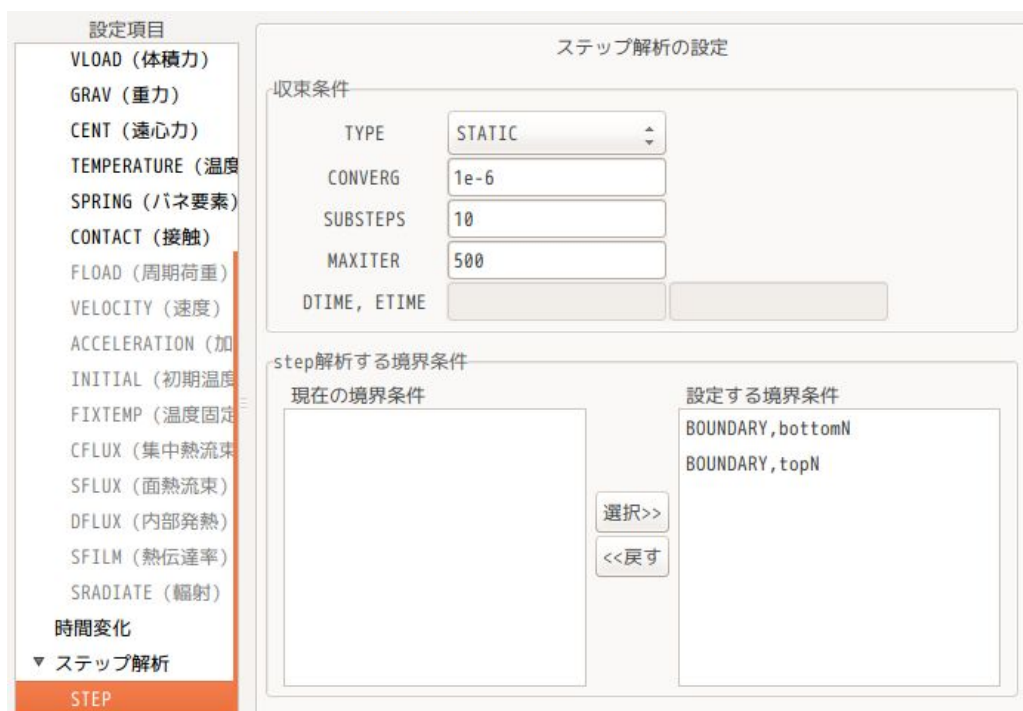 設定項目
VLOAD (体積力)
GRAV (重力)
CENT (遠心力)
TEMPERATURE (温度
SPRING (バネ要素)
CONTACT (接触)
FLOAD (周期荷重)
VELOCITY (速度)
ACCELERATION (加
INITIAL (初期温度
FIXTEMP (温度固定
CFLUX (集中熱流束
SFLUX (面熱流束)
DFLUX (内部発熱)
SFILM (熱伝達率)
SRADIATE (輻射)
時間変化
▼ ステップ解析
STEP
ステップ解析の設定
収束条件
TYPE STATIC
CONVERG 1e-6
SUBSTEPS 10
MAXITER 500
DTIME, ETIME
step解析する境界条件
現在の境界条件
選択>>
<<戻す
設定する境界条件
BOUNDARY,bottomN
BOUNDARY,topN